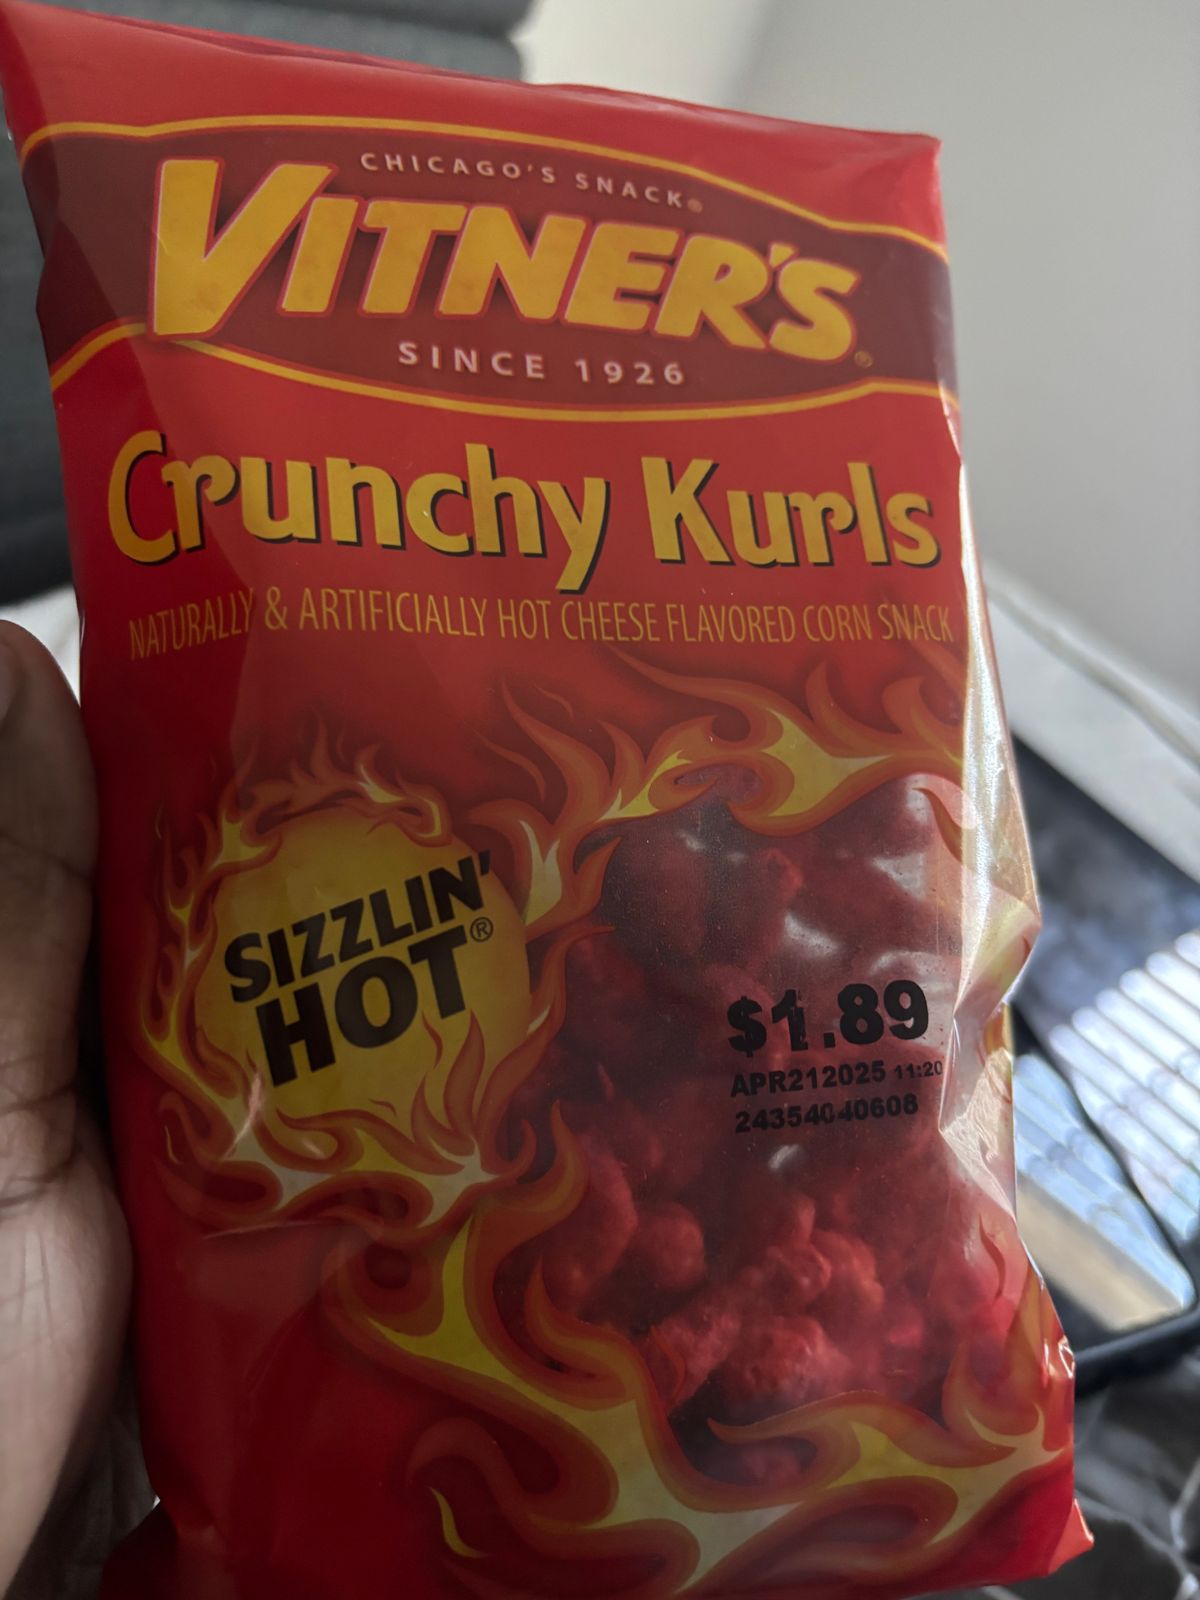 CHICAGO'S SNACK®
VITNER'S®
SINCE 1926
Crunchy Kurls
NATURALLY & ARTIFICIALLY HOT CHEESE FLAVORED CORN SNACK
SIZZLIN'
HOT®
$1.89
APR212025 11:20
24354040608